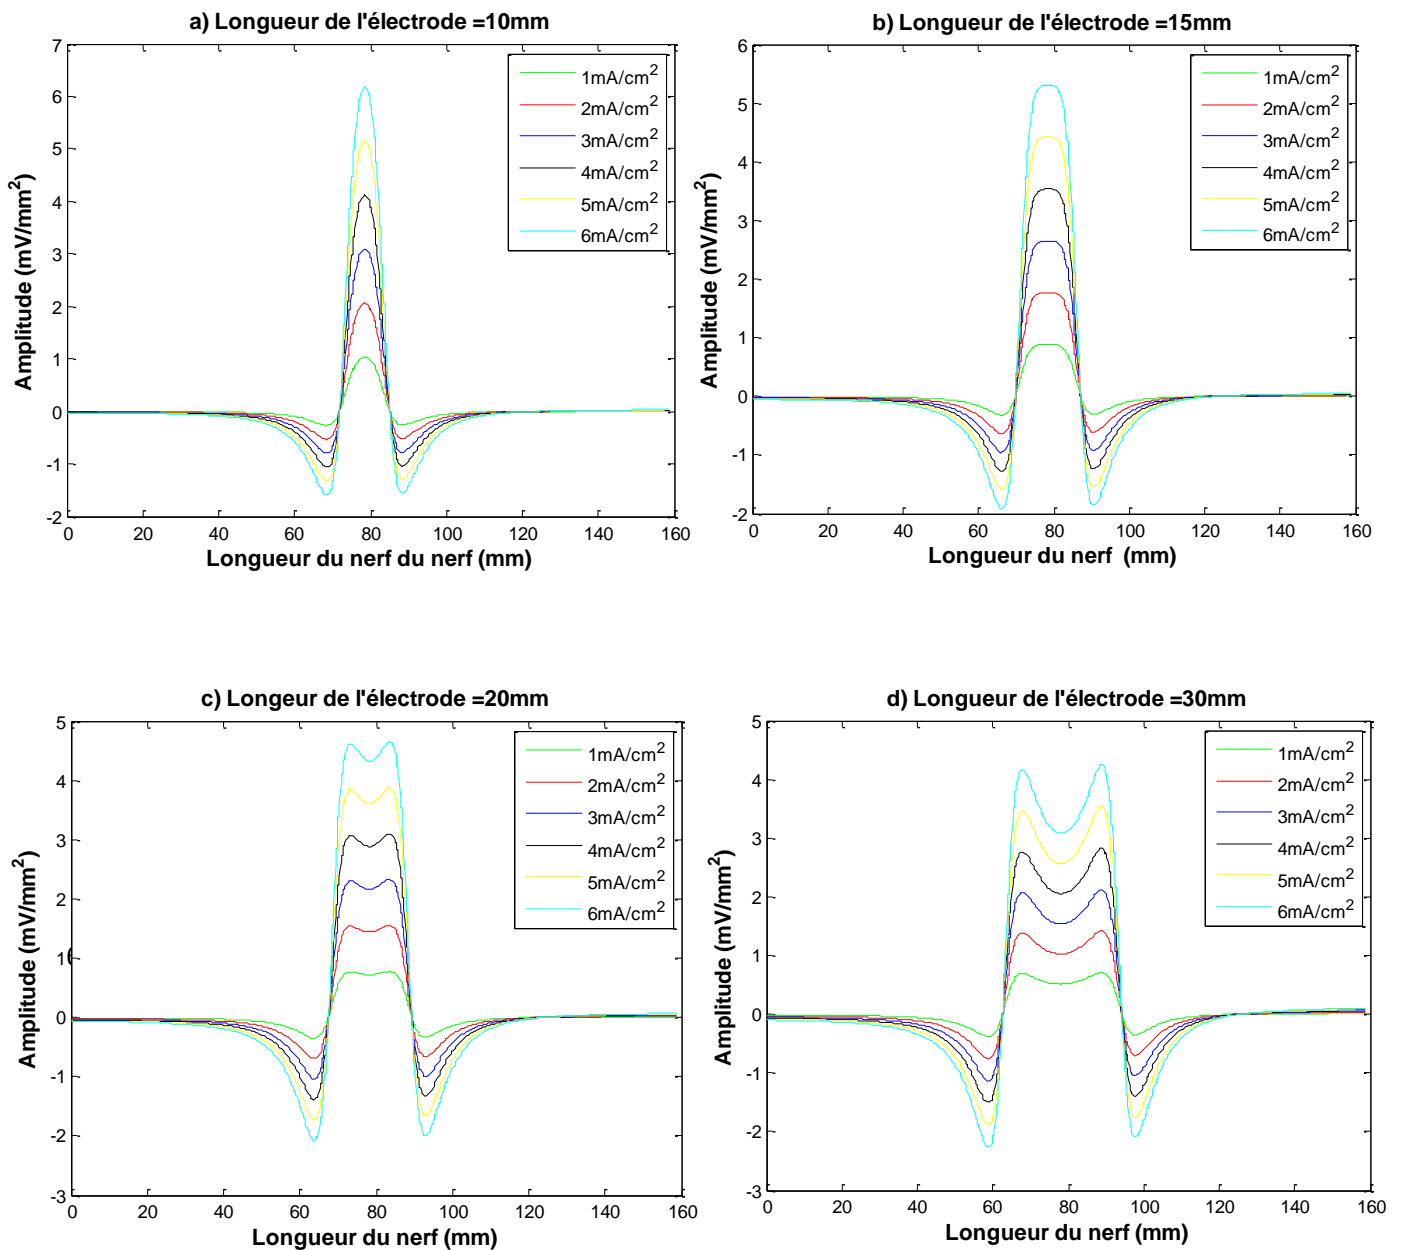 a) Longueur de l'électrode =10mm
7
6
5
4
3
2
1
0
-1
-2
0 20 40 60 80 100 120 140 160
Amplitude (mV/mm²)
Longueur du nerf du nerf (mm)
1mA/cm²
2mA/cm²
3mA/cm²
4mA/cm²
5mA/cm²
6mA/cm²
b) Longueur de l'électrode =15mm
6
5
4
3
2
1
0
-1
-2
0 20 40 60 80 100 120 140 160
Amplitude (mV/mm²)
Longueur du nerf (mm)
1mA/cm²
2mA/cm²
3mA/cm²
4mA/cm²
5mA/cm²
6mA/cm²
c) Longeur de l'électrode =20mm
5
4
3
2
1
0
-1
-2
-3
0 20 40 60 80 100 120 140 160
Amplitude (mV/mm²)
Longueur du nerf (mm)
1mA/cm²
2mA/cm²
3mA/cm²
4mA/cm²
5mA/cm²
6mA/cm²
d) Longueur de l'électrode =30mm
5
4
3
2
1
0
-1
-2
-3
0 20 40 60 80 100 120 140 160
Amplitude (mV/mm²)
Longueur du nerf (mm)
1mA/cm²
2mA/cm²
3mA/cm²
4mA/cm²
5mA/cm²
6mA/cm²